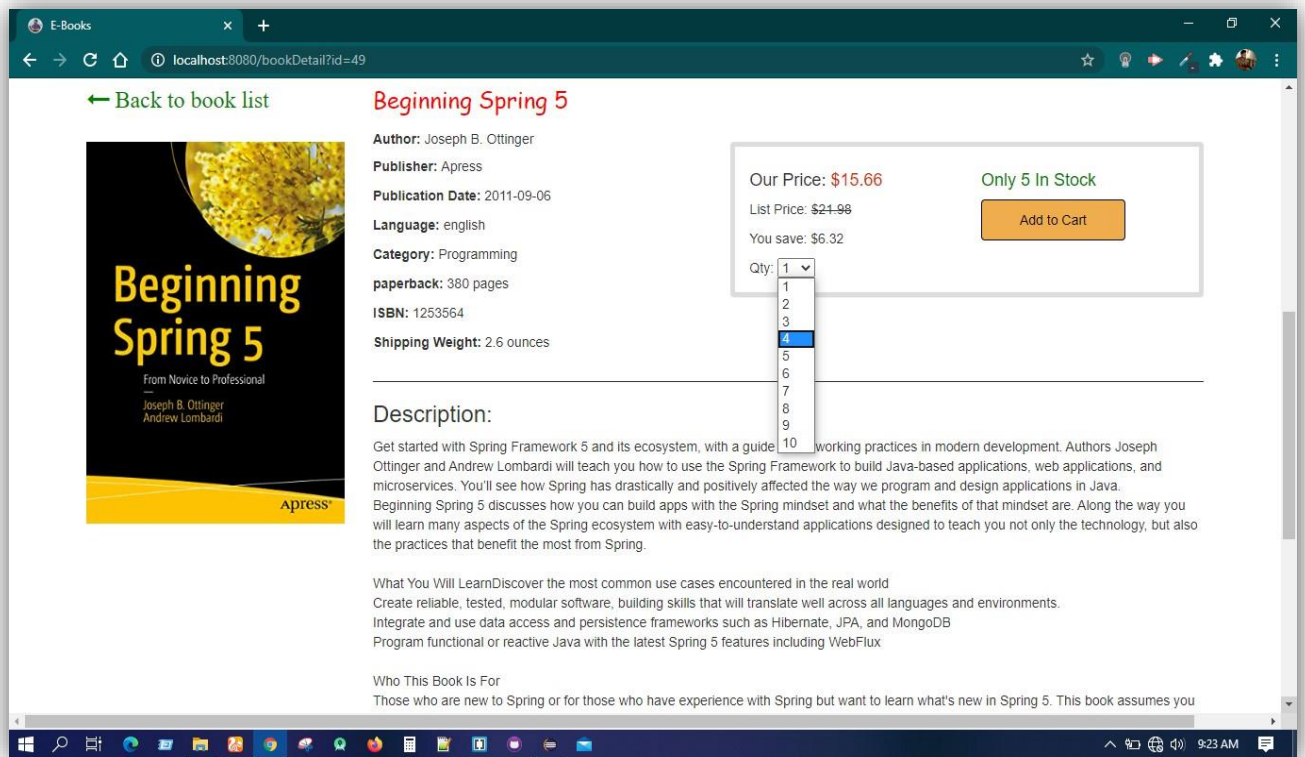 E-Books
localhost:8080/bookDetail?id=49
Back to book list
Beginning
Spring 5
From Novice to Professional
Joseph B. Ottinger
Andrew Lombardi
Apress®
Beginning Spring 5
Author: Joseph B. Ottinger
Publisher: Apress
Publication Date: 2011-09-06
Language: english
Category: Programming
paperback: 380 pages
ISBN: 1253564
Shipping Weight: 2.6 ounces
Our Price: $15.66
List Price: $21.98
You save: $6.32
Qty: 1
1
2
3
4
5
6
7
8
9
10
Only 5 In Stock
Add to Cart
Description:
Get started with Spring Framework 5 and its ecosystem, with a guide working practices in modern development. Authors Joseph
Ottinger and Andrew Lombardi will teach you how to use the Spring Framework to build Java-based applications, web applications, and
microservices. You'll see how Spring has drastically and positively affected the way we program and design applications in Java.
Beginning Spring 5 discusses how you can build apps with the Spring mindset and what the benefits of that mindset are. Along the way you
will learn many aspects of the Spring ecosystem with easy-to-understand applications designed to teach you not only the technology, but also
the practices that benefit the most from Spring.
What You Will LearnDiscover the most common use cases encountered in the real world
Create reliable, tested, modular software, building skills that will translate well across all languages and environments.
Integrate and use data access and persistence frameworks such as Hibernate, JPA, and MongoDB
Program functional or reactive Java with the latest Spring 5 features including WebFlux
Who This Book Is For
Those who are new to Spring or for those who have experience with Spring but want to learn what's new in Spring 5. This book assumes you
9:23 AM